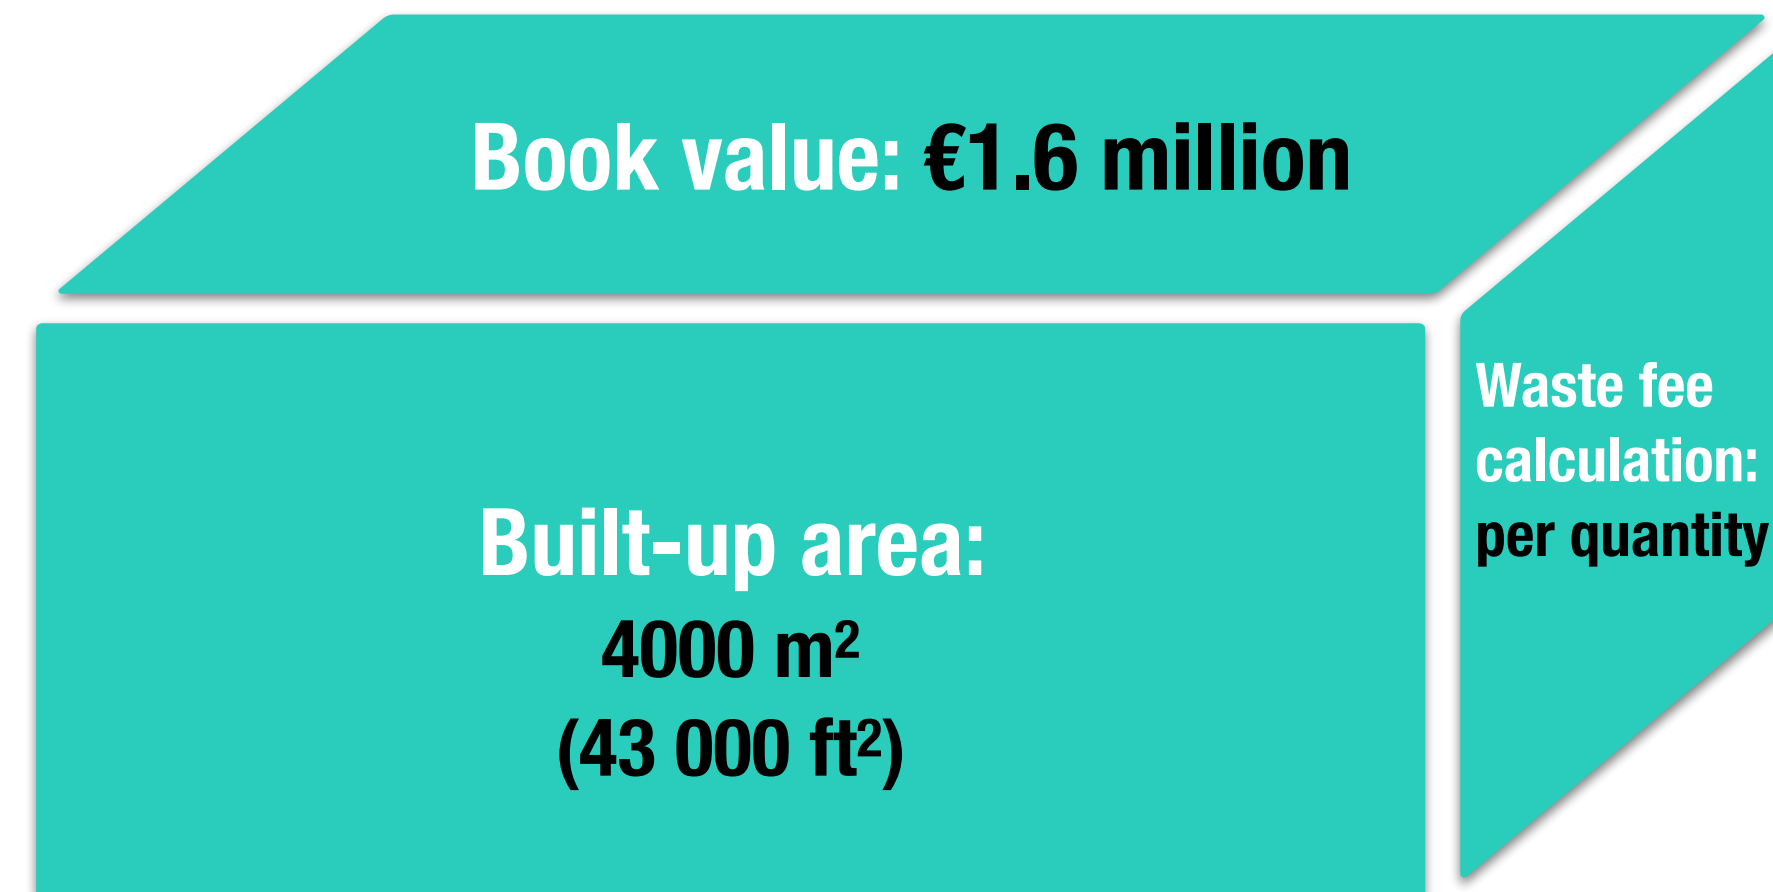 Book value: €1.6 million
Built-up area:
4000 m²
(43 000 ft²)
Waste fee
calculation:
per quantity